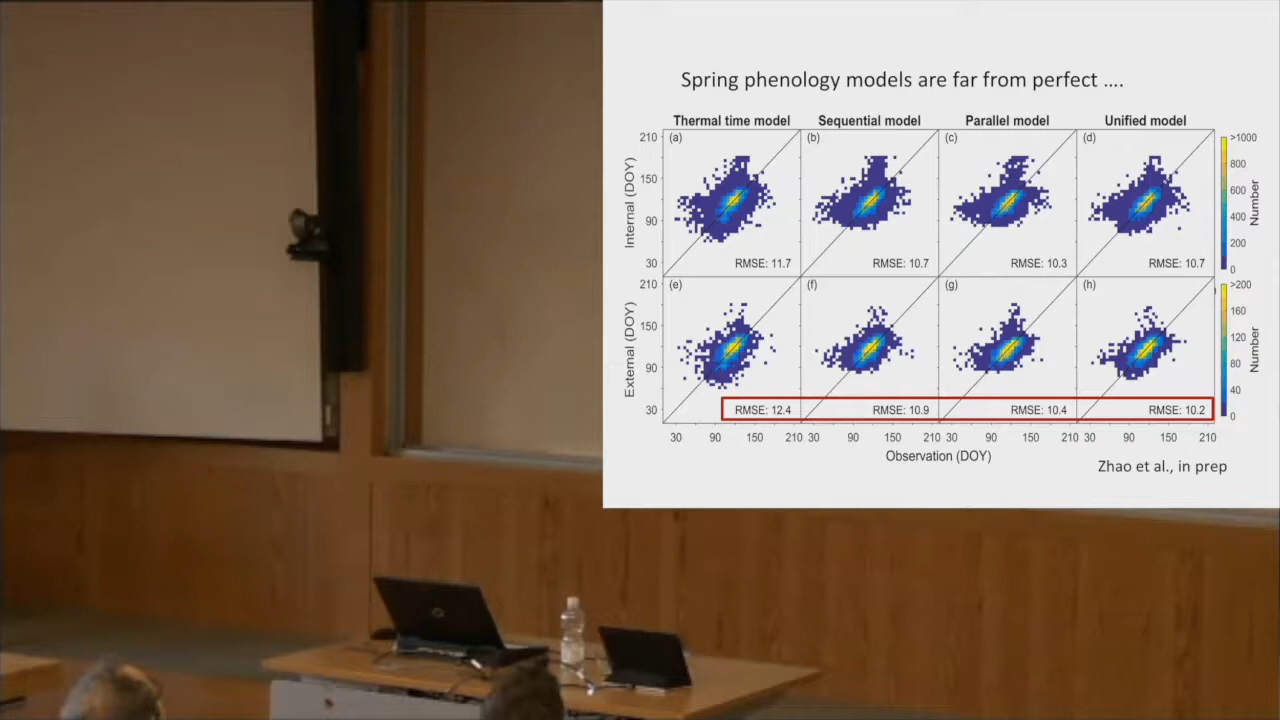 Spring phenology models are far from perfect ....
Thermal time model Sequential model Parallel model Unified model
(a) (b) (c) (d)
210
150
90
30
Internal (DOY)
RMSE: 11.7 RMSE: 10.7 RMSE: 10.3 RMSE: 10.7
>1000
800
600
400
200
0
Number
(e) (f) (g) (h)
210
150
90
30
External (DOY)
RMSE: 12.4 RMSE: 10.9 RMSE: 10.4 RMSE: 10.2
>200
160
120
80
40
0
Number
30 90 150 210 30 90 150 210 30 90 150 210 30 90 150 210
Observation (DOY)
Zhao et al., in prep